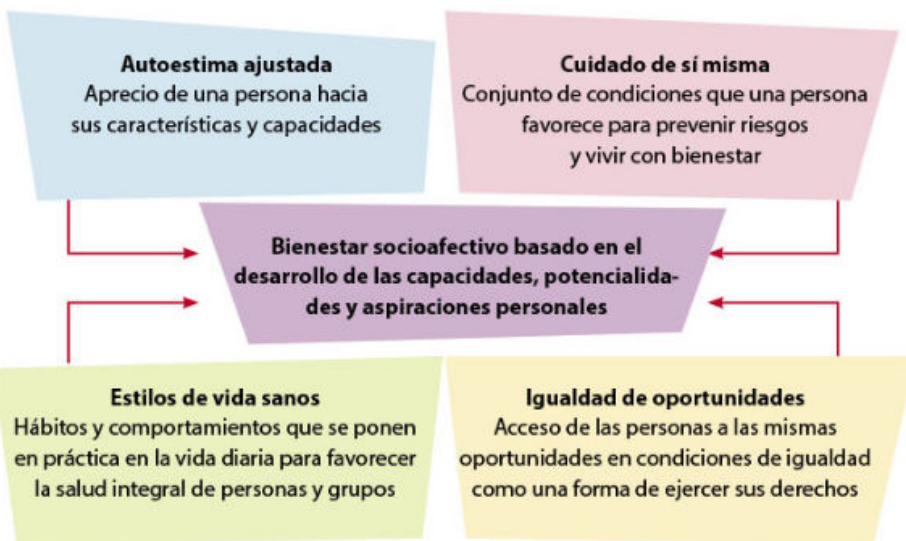 Autoestima ajustada
Aprecio de una persona hacia
sus características y capacidades
Cuidado de sí misma
Conjunto de condiciones que una persona
favorece para prevenir riesgos
y vivir con bienestar
Bienestar socioafectivo basado en el
desarrollo de las capacidades, potencialida-
des y aspiraciones personales
Estilos de vida sanos
Hábitos y comportamientos que se ponen
en práctica en la vida diaria para favorecer
la salud integral de personas y grupos
Igualdad de oportunidades
Acceso de las personas a las mismas
oportunidades en condiciones de igualdad
como una forma de ejercer sus derechos